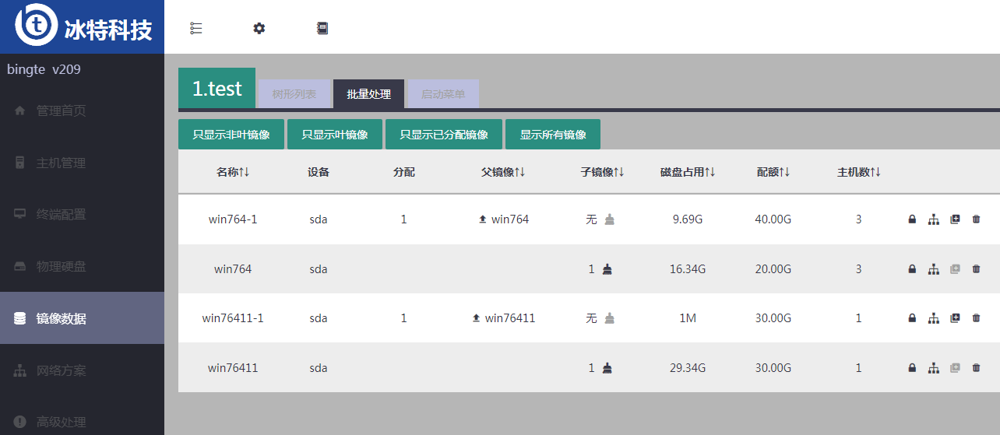 冰特科技
bingte v209
管理首页
主机管理
终端配置
物理硬盘
镜像数据
网络方案
高级处理
1.test 树形列表 批量处理 启动菜单
只显示非叶镜像 只显示叶镜像 只显示已分配镜像 显示所有镜像
名称↑↓ 设备 分配 父镜像↑↓ 子镜像↑↓ 磁盘占用↑↓ 配额↑↓ 主机数↑↓
win764-1 sda 1 win764 无 9.69G 40.00G 3
win764 sda 1 16.34G 20.00G 3
win76411-1 sda 1 win76411 无 1M 30.00G 1
win76411 sda 1 29.34G 30.00G 1